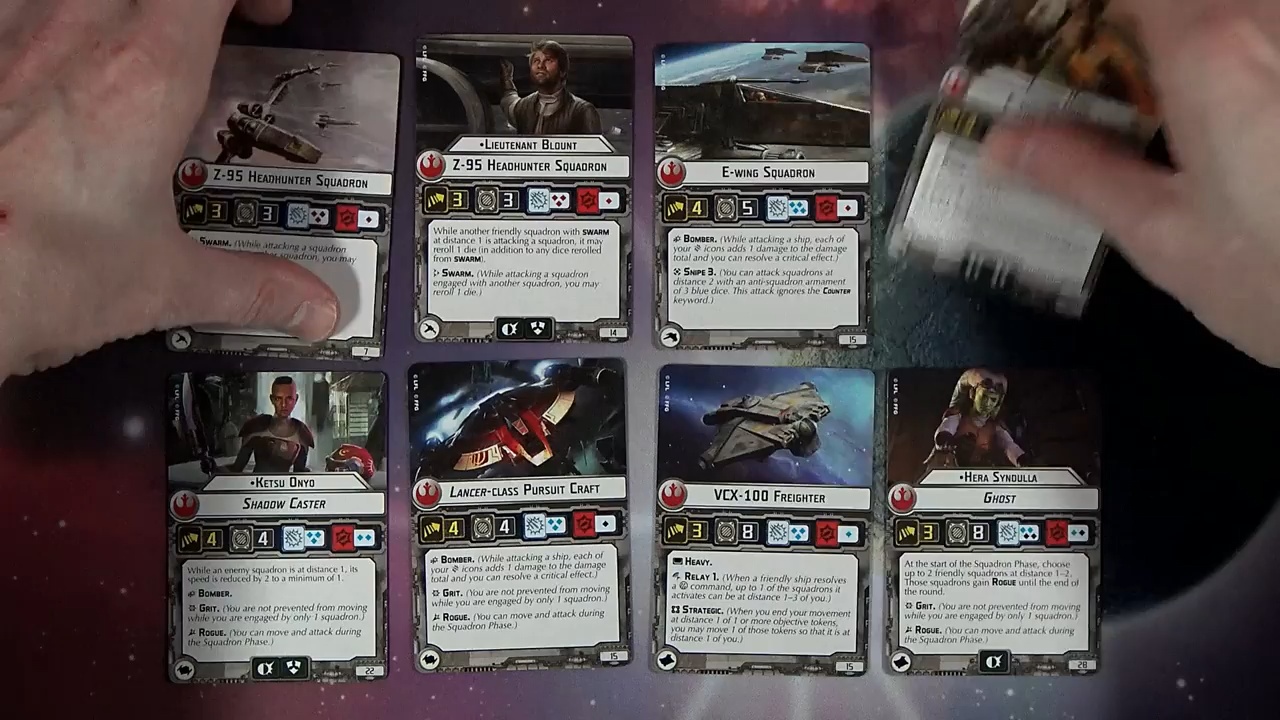 Z-95 Headhunter Squadron
3
3
Swarm. (While attacking a squadron
squadron, you may
7
© LFL © FFG
•Lieutenant Blount
Z-95 Headhunter Squadron
3
3
While another friendly squadron with SWARM
at distance 1 is attacking a squadron, it may
reroll 1 die (in addition to any dice rerolled
from SWARM).
Swarm. (While attacking a squadron
engaged with another squadron, you may
reroll 1 die.)
14
E-wing Squadron
4
5
Bomber. (While attacking a ship, each of
your icons adds 1 damage to the damage
total and you can resolve a critical effect.)
Snipe 3. (You can attack squadrons at
distance 2 with an anti-squadron armament
of 3 blue dice. This attack ignores the Counter
keyword.)
15
© LFL © FFG
•Ketsu Onyo
Shadow Caster
4
4
While an enemy squadron is at distance 1, its
speed is reduced by 2 to a minimum of 1.
Bomber.
Grit. (You are not prevented from moving
while you are engaged by only 1 squadron.)
Rogue. (You can move and attack during
the Squadron Phase.)
22
© LFL © FFG
Lancer-class Pursuit Craft
4
4
Bomber. (While attacking a ship, each of
your icons adds 1 damage to the damage
total and you can resolve a critical effect.)
Grit. (You are not prevented from moving
while you are engaged by only 1 squadron.)
Rogue. (You can move and attack during
the Squadron Phase.)
15
© LFL © FFG
VCX-100 Freighter
3
8
Heavy.
Relay 1. (When a friendly ship resolves
a command, up to 1 of the squadrons it
activates can be at distance 1-3 of you.)
Strategic. (When you end your movement
at distance 1 of 1 or more objective tokens,
you may move 1 of those tokens so that it is at
distance 1 of you.)
15
© LFL © FFG
•Hera Syndulla
Ghost
3
8
At the start of the Squadron Phase, choose
up to 2 friendly squadrons at distance 1-2.
Those squadrons gain ROGUE until the end of
the round.
Grit. (You are not prevented from moving
while you are engaged by only 1 squadron.)
Rogue. (You can move and attack during
the Squadron Phase.)
28